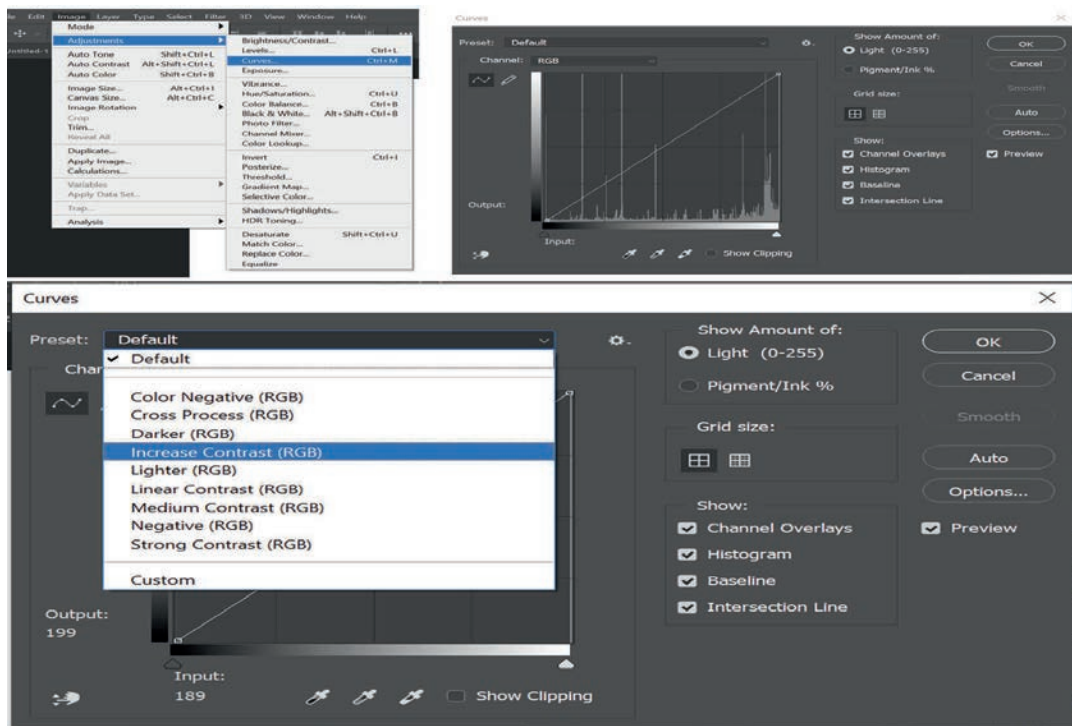 File Edit Image Layer Type Select Filter 3D View Window Help
Untitled-1
Mode
Adjustments
Auto Tone Shift+Ctrl+L
Auto Contrast Alt+Shift+Ctrl+L
Auto Color Shift+Ctrl+B
Image Size... Alt+Ctrl+I
Canvas Size... Alt+Ctrl+C
Image Rotation
Crop
Trim...
Reveal All
Duplicate...
Apply Image...
Calculations...
Variables
Apply Data Set...
Trap...
Analysis
Brightness/Contrast...
Levels... Ctrl+L
Curves... Ctrl+M
Exposure...
Vibrance...
Hue/Saturation... Ctrl+U
Color Balance... Ctrl+B
Black & White... Alt+Shift+Ctrl+B
Photo Filter...
Channel Mixer...
Color Lookup...
Invert Ctrl+I
Posterize...
Threshold...
Gradient Map...
Selective Color...
Shadows/Highlights...
HDR Toning...
Desaturate Shift+Ctrl+U
Match Color...
Replace Color...
Equalize
Curves
Preset: Default
Channel: RGB
Output:
Input:
Show Clipping
Show Amount of:
Light (0-255)
Pigment/Ink %
Grid size:
Show:
Channel Overlays
Histogram
Baseline
Intersection Line
OK
Cancel
Smooth
Auto
Options...
Preview
Curves
Preset: Default
Default
Chan
Color Negative (RGB)
Cross Process (RGB)
Darker (RGB)
Increase Contrast (RGB)
Lighter (RGB)
Linear Contrast (RGB)
Medium Contrast (RGB)
Negative (RGB)
Strong Contrast (RGB)
Custom
Output:
199
Input:
189
Show Clipping
Show Amount of:
Light (0-255)
Pigment/Ink %
Grid size:
Show:
Channel Overlays
Histogram
Baseline
Intersection Line
OK
Cancel
Smooth
Auto
Options...
Preview